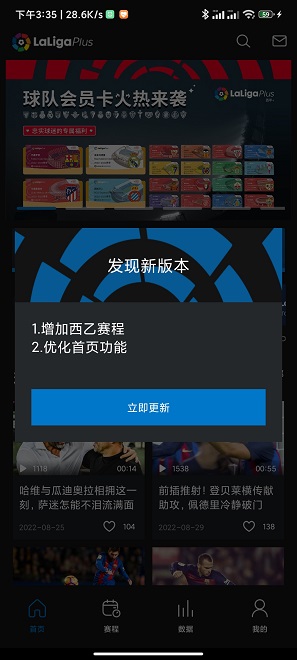 下午3:35 | 28.6K/s
59
LaLiga Plus
球队会员卡火热来袭
LaLiga Plus
念买球迷的专属福利
发现新版本
1.增加西乙赛程
2.优化首页功能
立即更新
1118
00:14
1538
00:55
哈维与瓜迪奥拉相拥这一
刻，萨迷怎能不泪流满面
前插推射！登贝莱横传献
助攻，佩德里冷静破门
2022-08-25
104
2022-08-29
138
首页
赛程
数据
我的